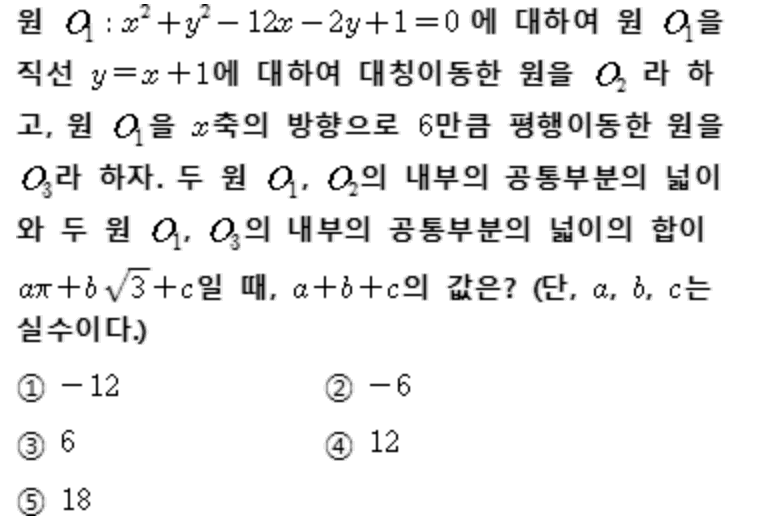 원 O₁ : x²+y²−12x−2y+1=0 에 대하여 원 O₁을
직선 y=x+1에 대하여 대칭이동한 원을 O₂ 라 하
고, 원 O₁을 x축의 방향으로 6만큼 평행이동한 원을
O₃라 하자. 두 원 O₁, O₂의 내부의 공통부분의 넓이
와 두 원 O₁, O₃의 내부의 공통부분의 넓이의 합이
aπ+b√3+c일 때, a+b+c의 값은? (단, a, b, c는
실수이다.)
① −12 ② −6
③ 6 ④ 12
⑤ 18